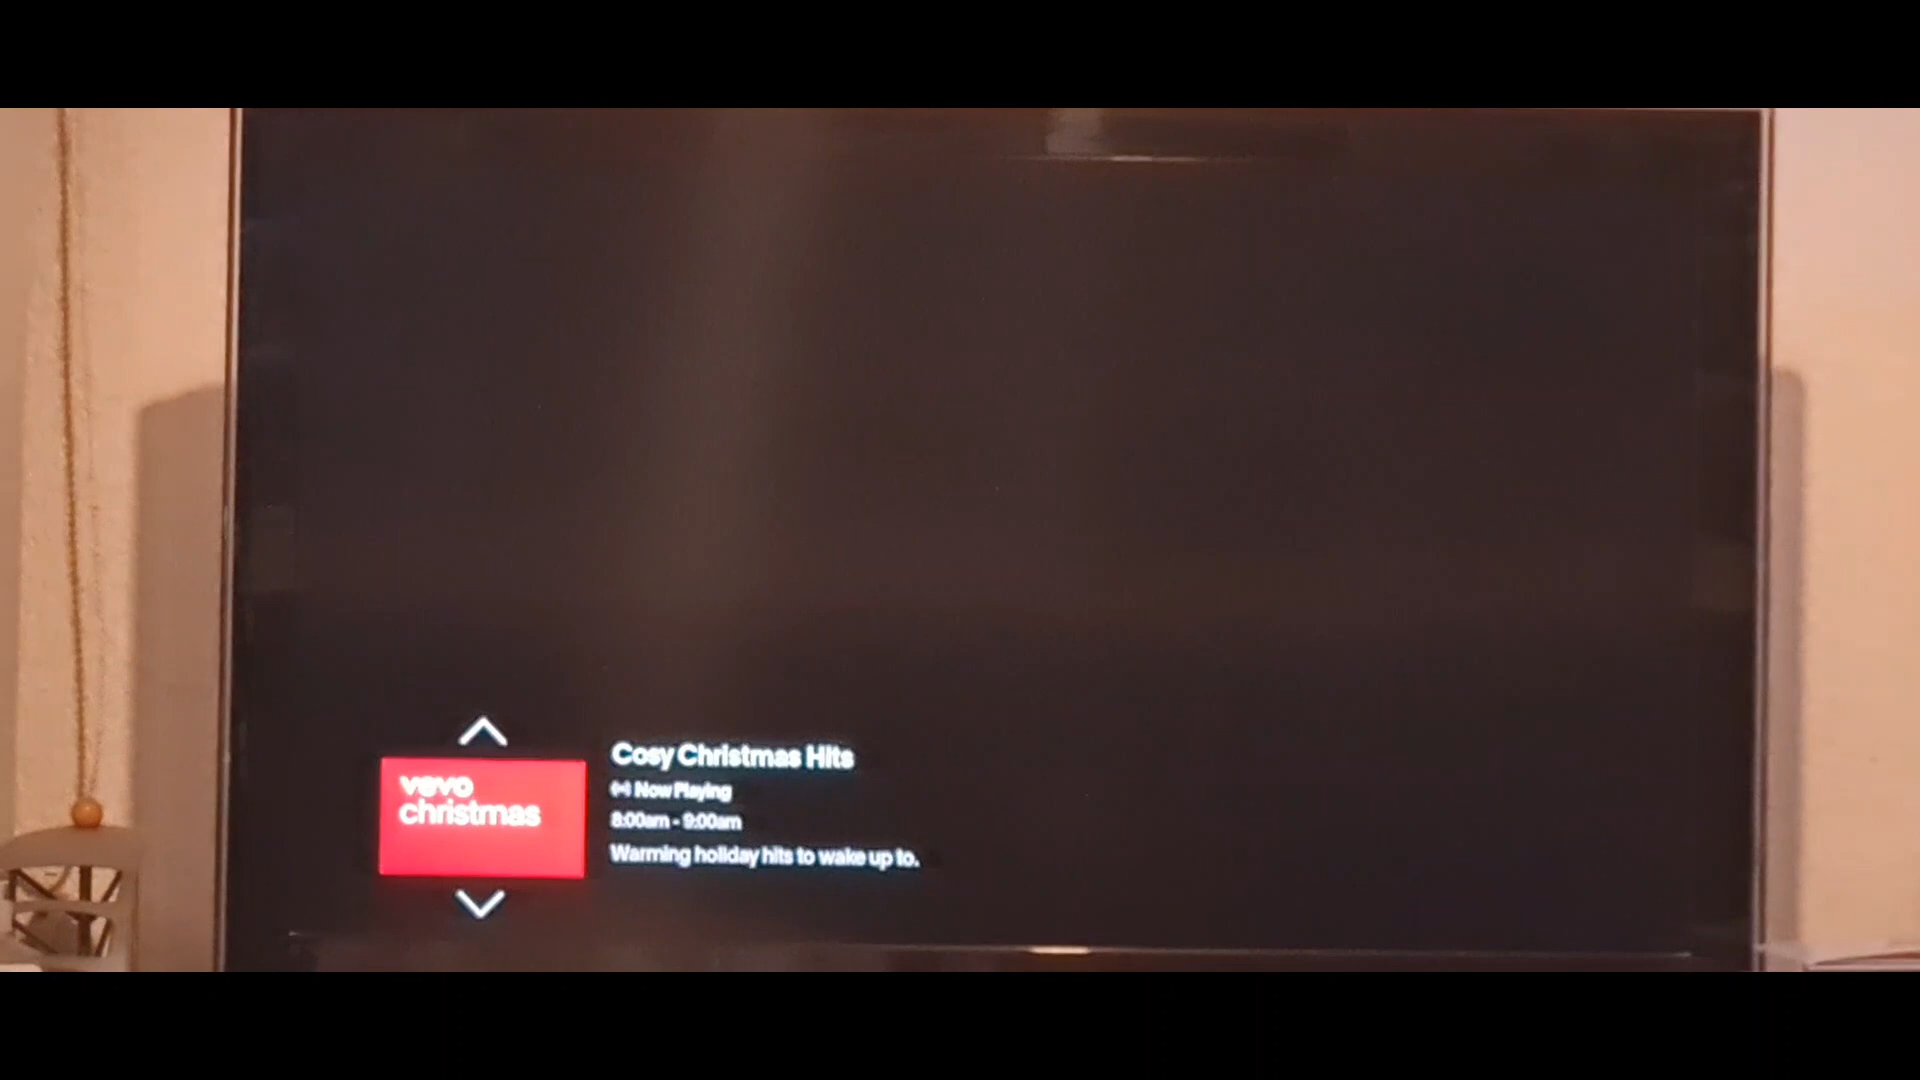 vevo
christmas
Cosy Christmas Hits
Now Playing
8:00am - 9:00am
Warming holiday hits to wake up to.